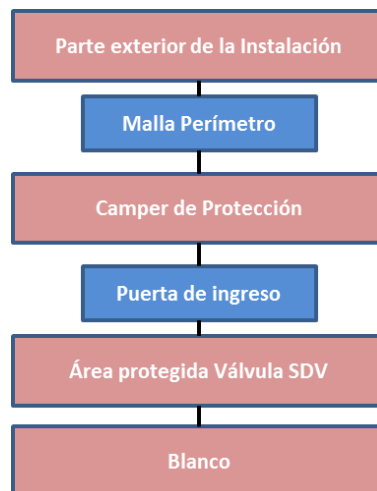 Parte exterior de la Instalación
Malla Perímetro
Camper de Protección
Puerta de ingreso
Área protegida Válvula SDV
Blanco